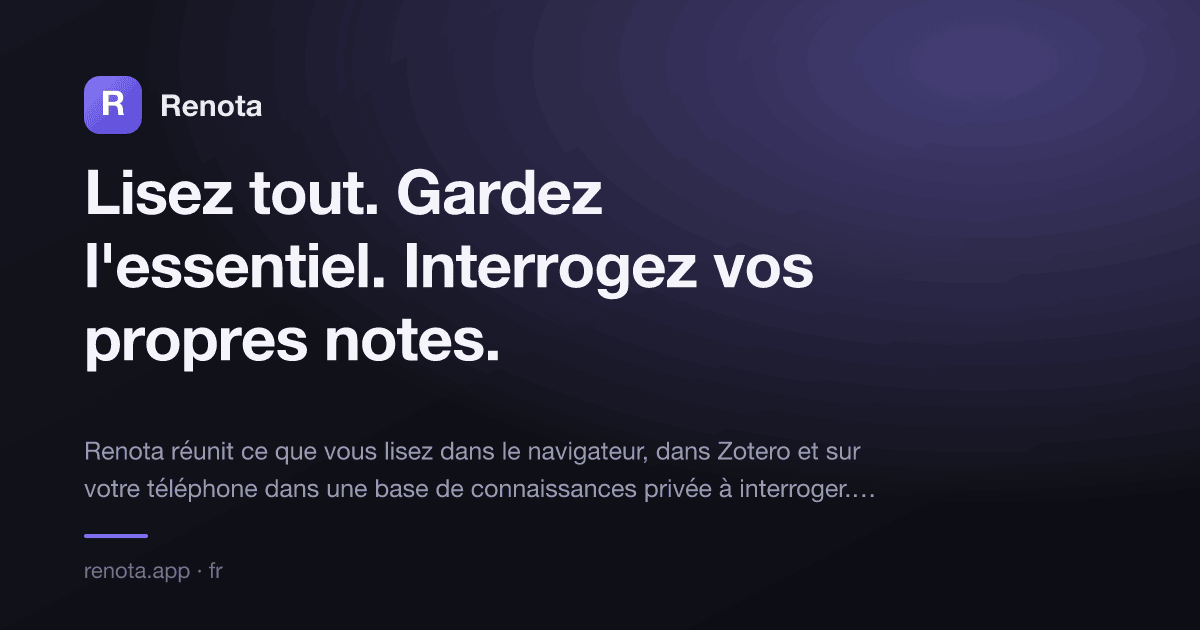 R
Renota
Lisez tout. Gardez
l'essentiel. Interrogez vos
propres notes.
Renota réunit ce que vous lisez dans le navigateur, dans Zotero et sur
votre téléphone dans une base de connaissances privée à interroger.…
renota.app · fr